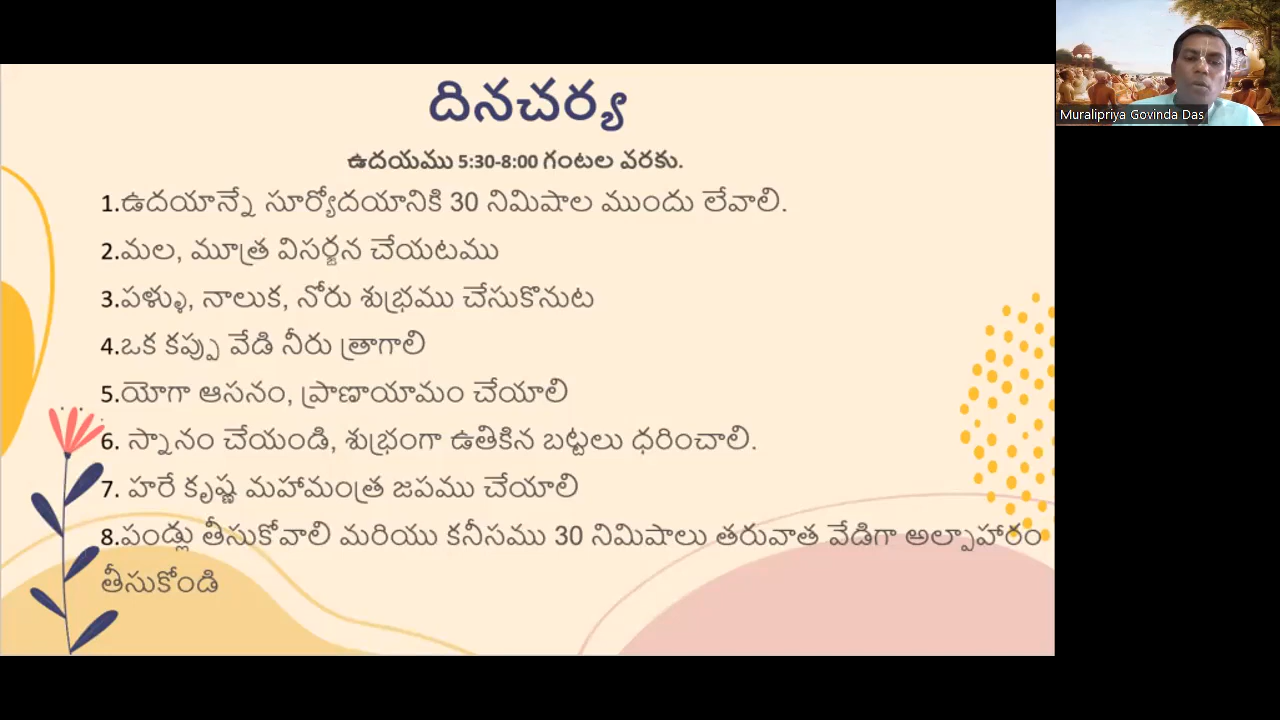 దినచర్య
ఉదయము 5:30-8:00 గంటల వరకు.
1.ఉదయాన్నే సూర్యోదయానికి 30 నిమిషాల ముందు లేవాలి.
2.మల, మూత్ర విసర్జన చేయటము
3.పళ్ళు, నాలుక, నోరు శుభ్రము చేసుకొనుట
4.ఒక కప్పు వేడి నీరు త్రాగాలి
5.యోగా ఆసనం, ప్రాణాయామం చేయాలి
6. స్నానం చేయండి, శుభ్రంగా ఉతికిన బట్టలు ధరించాలి.
7. హరే కృష్ణ మహామంత్ర జపము చేయాలి
8.పండ్లు తీసుకోవాలి మరియు కనీసము 30 నిమిషాలు తరువాత వేడిగా అల్పాహారం
తీసుకోండి
Muralipriya Govinda Das